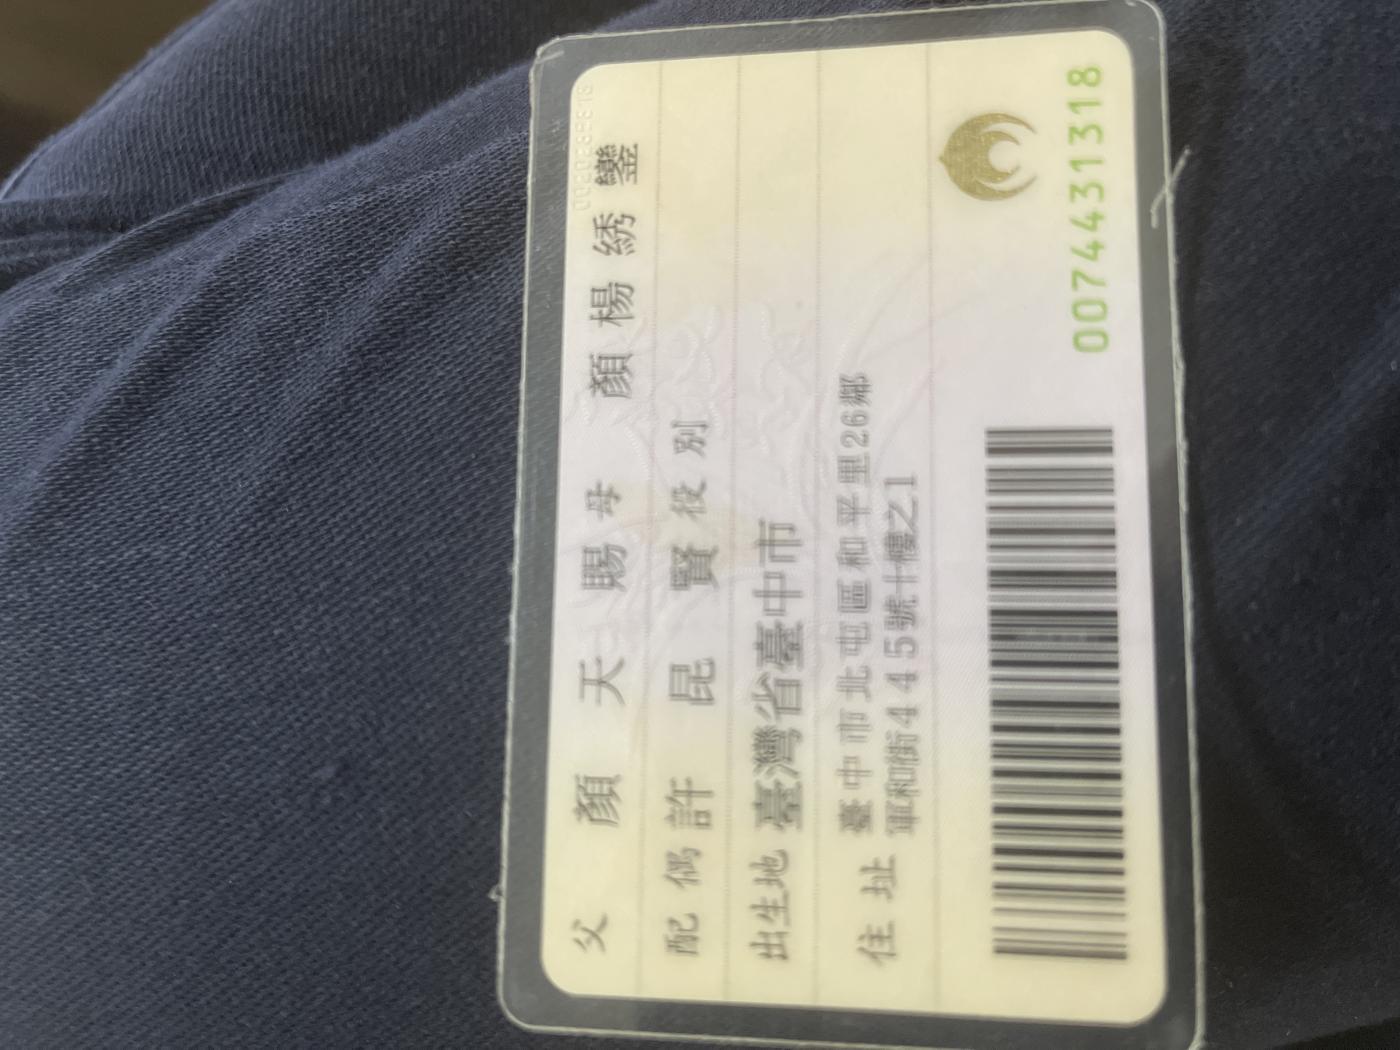 父 顏天賜 母 顏楊綉鑾
配偶 許昆賢 役別
出生地 臺灣省臺中市
住址 臺中市北屯區和平里26鄰
軍和街445號十樓之1
0074431318